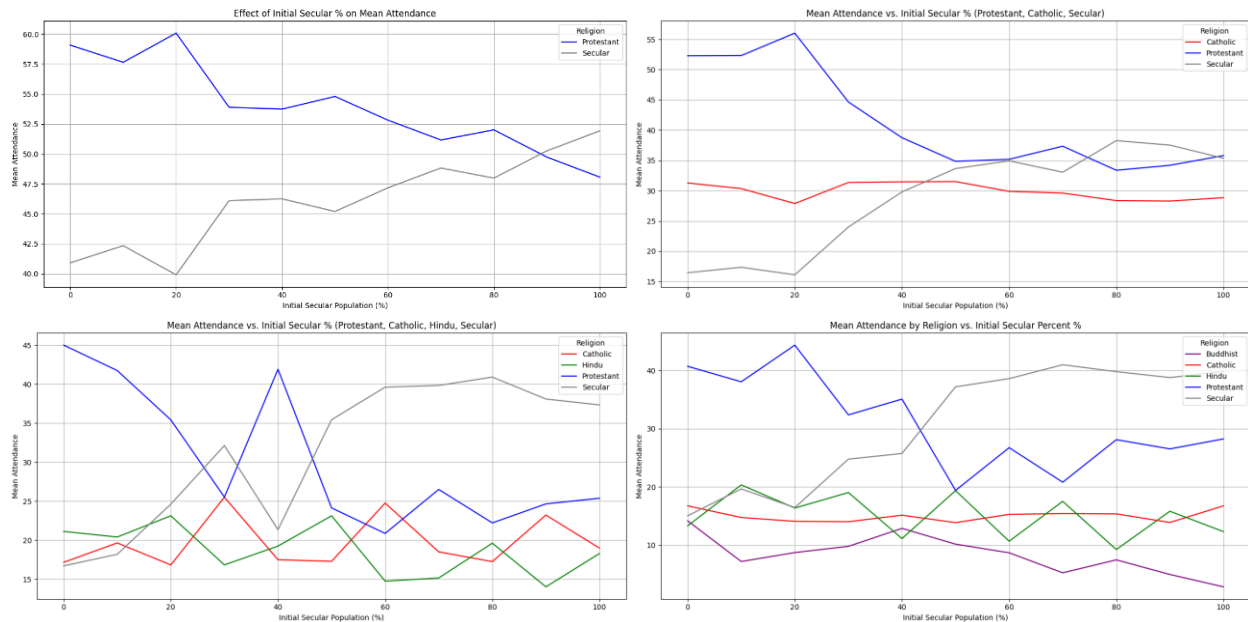 Effect of Initial Secular % on Mean Attendance
Religion
Protestant
Secular
60.0
57.5
55.0
52.5
50.0
47.5
45.0
42.5
40.0
Mean Attendance
0 20 40 60 80 100
Initial Secular Population (%)
Mean Attendance vs. Initial Secular % (Protestant, Catholic, Secular)
Religion
Catholic
Protestant
Secular
55
50
45
40
35
30
25
20
15
Mean Attendance
0 20 40 60 80 100
Initial Secular Population (%)
Mean Attendance vs. Initial Secular % (Protestant, Catholic, Hindu, Secular)
Religion
Catholic
Hindu
Protestant
Secular
45
40
35
30
25
20
15
Mean Attendance
0 20 40 60 80 100
Initial Secular Population (%)
Mean Attendance by Religion vs. Initial Secular Percent %
Religion
Buddhist
Catholic
Hindu
Protestant
Secular
40
30
20
10
Mean Attendance
0 20 40 60 80 100
Initial Secular Population (%)